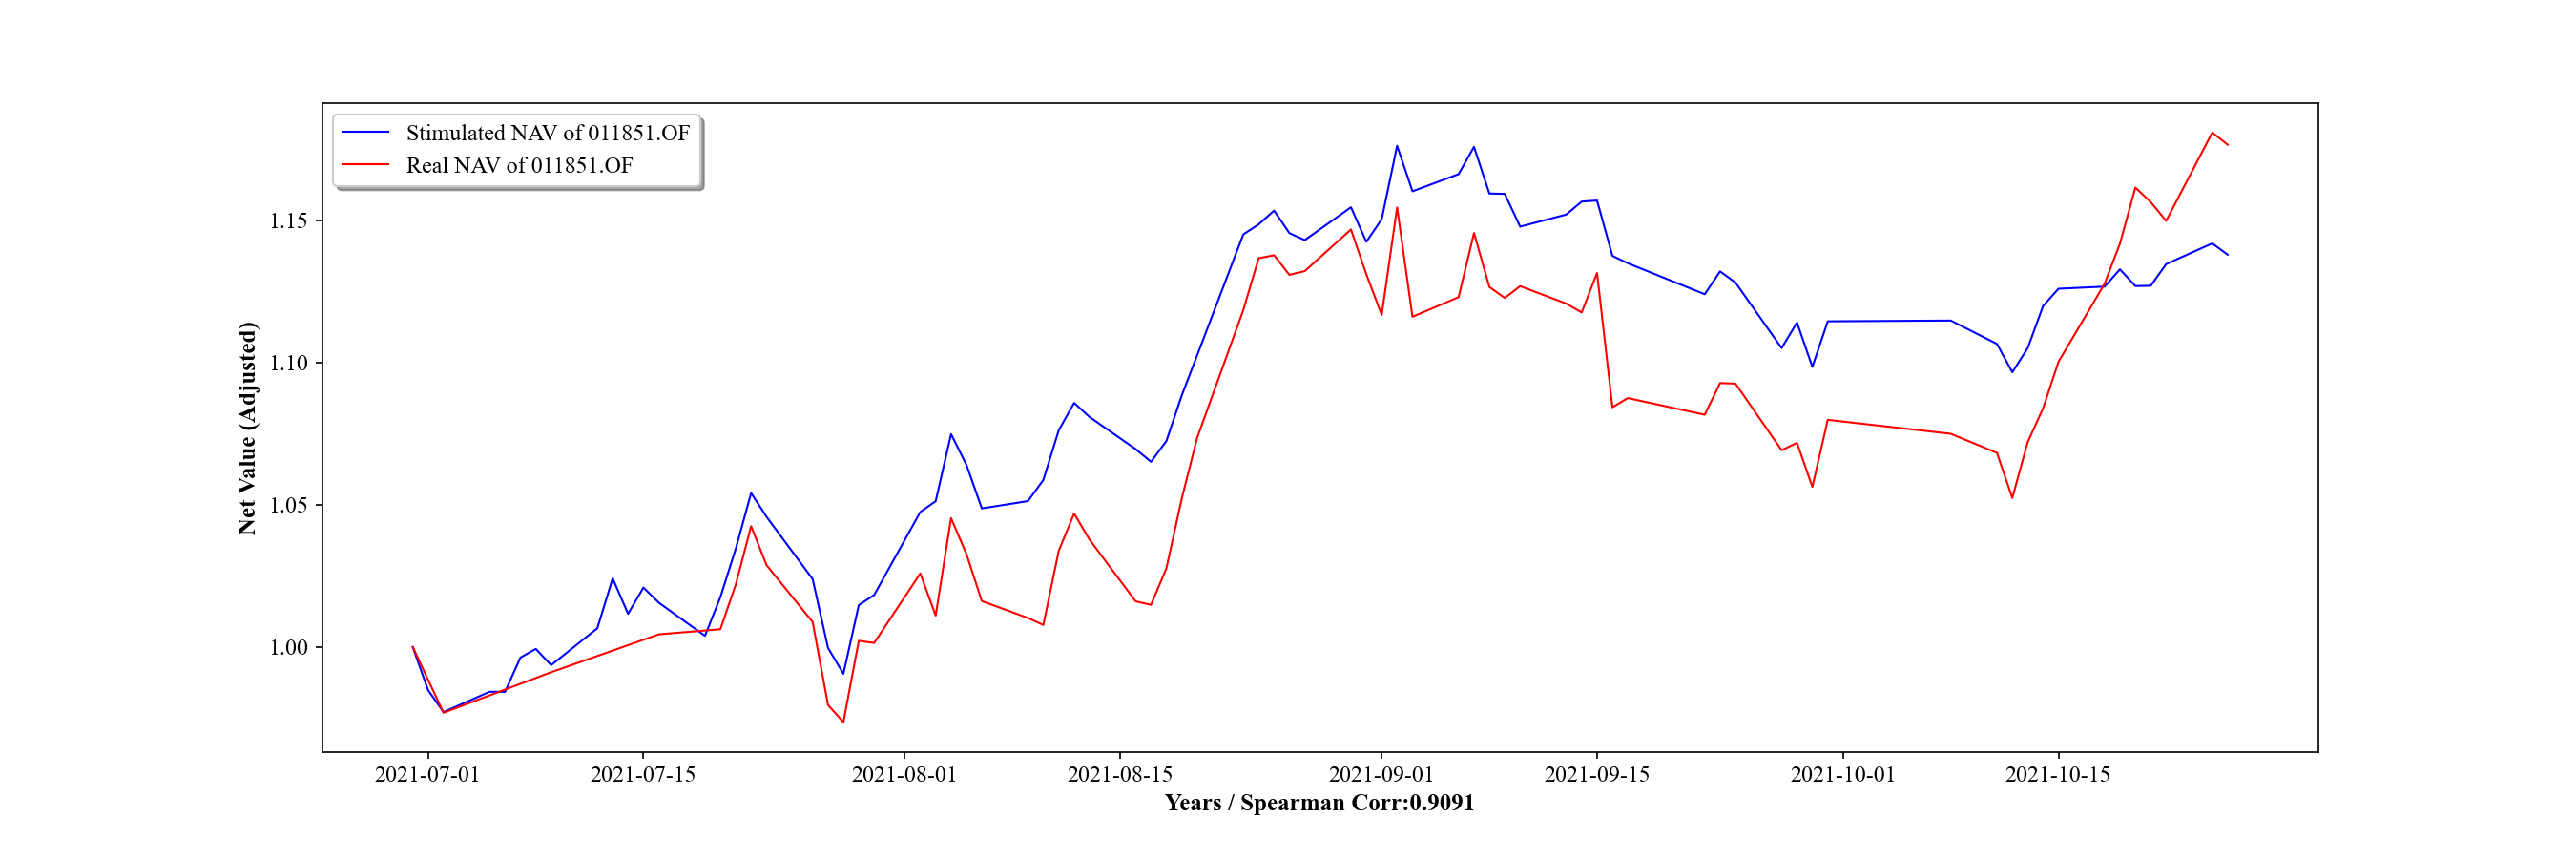 Stimulated NAV of 011851.OF
Real NAV of 011851.OF
Net Value (Adjusted)
1.15
1.10
1.05
1.00
2021-07-01 2021-07-15 2021-08-01 2021-08-15 2021-09-01 2021-09-15 2021-10-01 2021-10-15
Years / Spearman Corr:0.9091